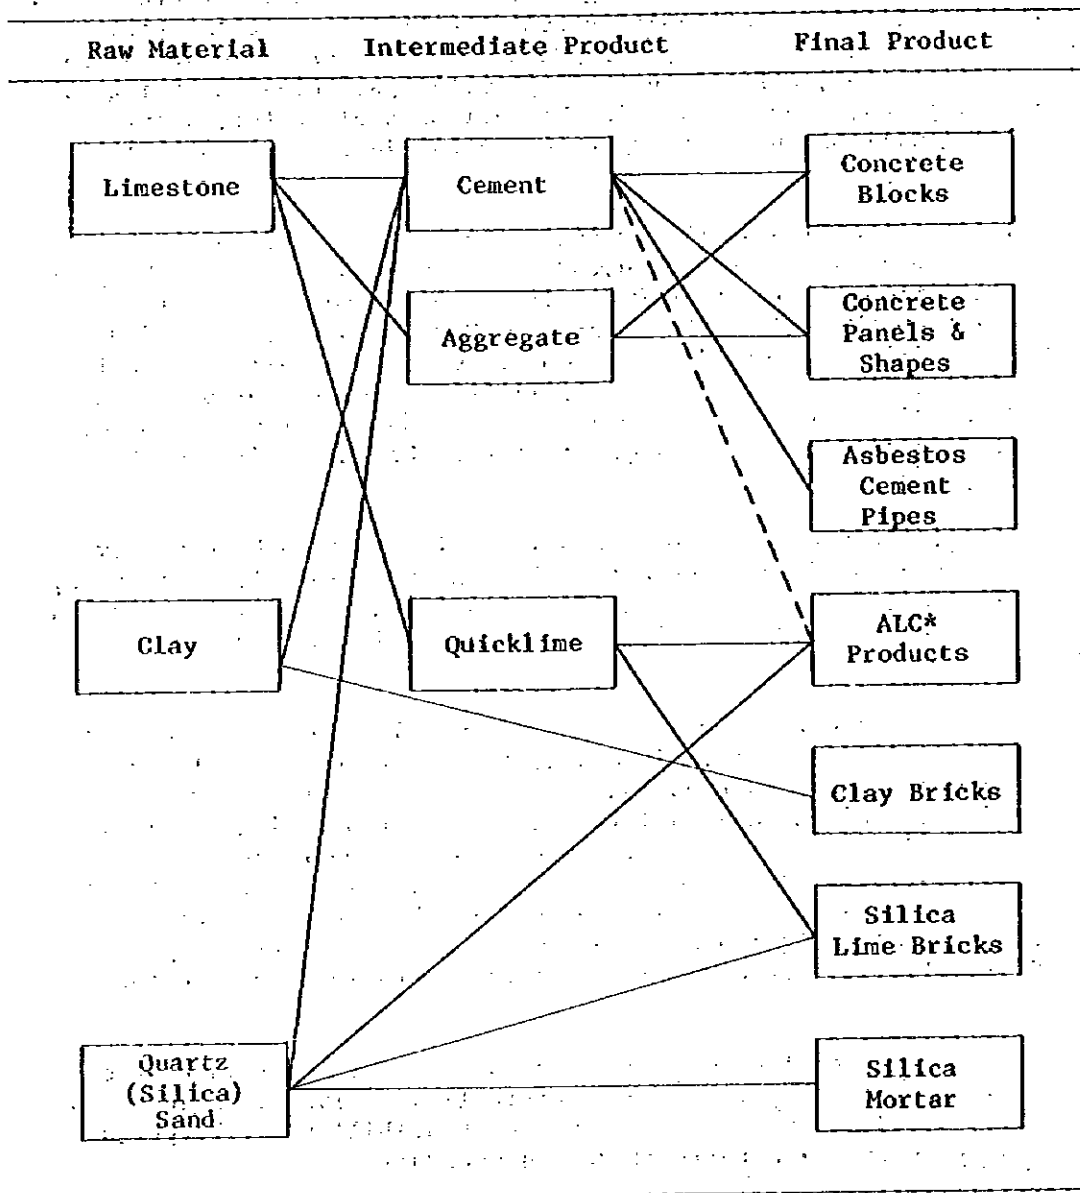 Raw Material Intermediate Product Final Product
Limestone
Cement
Concrete
Blocks
Aggregate
Concrete
Panels &
Shapes
Asbestos
Cement
Pipes
Clay
Quicklime
ALC*
Products
Clay Bricks
Silica
Lime Bricks
Quartz
(Silica)
Sand
Silica
Mortar